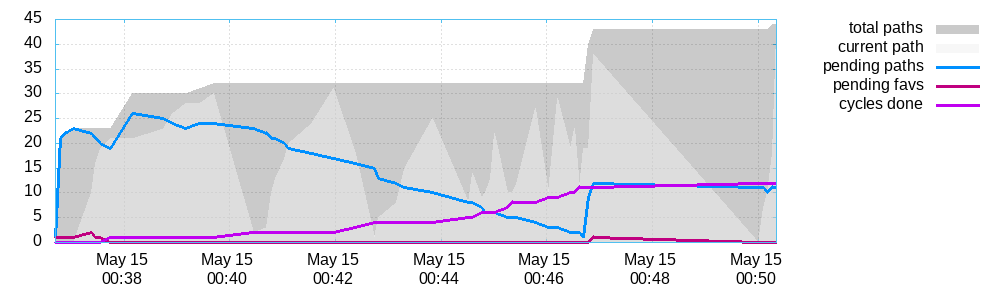 45
40
35
30
25
20
15
10
5
0
May 15 May 15 May 15 May 15 May 15 May 15 May 15
00:38 00:40 00:42 00:44 00:46 00:48 00:50
total paths
current path
pending paths
pending favs
cycles done